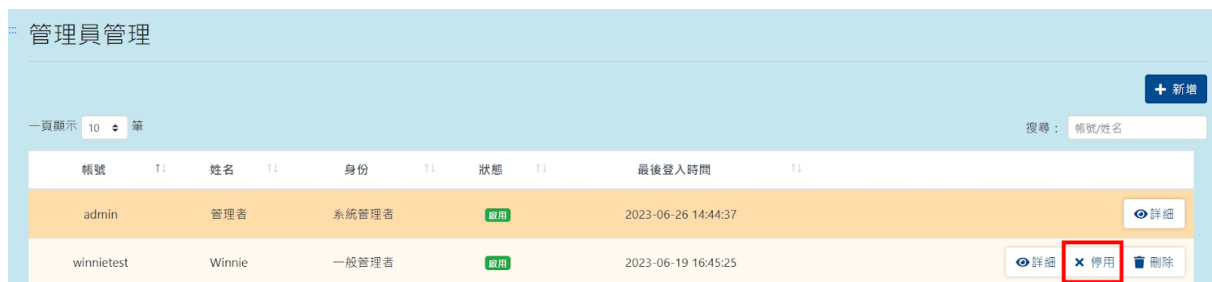 管理員管理
新增
一頁顯示 10 筆
搜尋： 帳號/姓名
帳號 姓名 身份 狀態 最後登入時間
admin 管理者 系統管理者 啟用 2023-06-26 14:44:37 詳細
winnietest Winnie 一般管理者 啟用 2023-06-19 16:45:25 詳細 停用 刪除